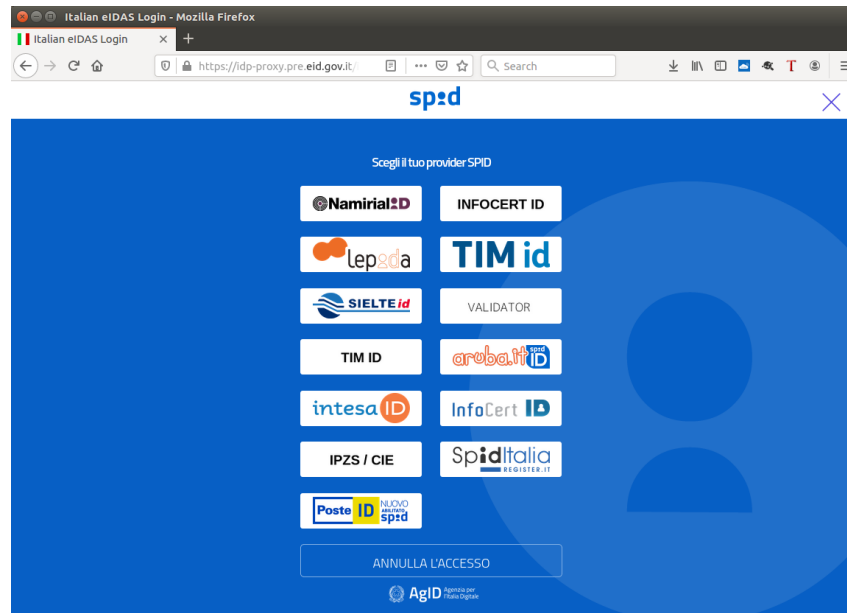 Italian eIDAS Login - Mozilla Firefox
Italian eIDAS Login
https://idp-proxy.pre.eid.gov.it/
Search
spid
Scegli il tuo provider SPID
Namirial ID
INFOCERT ID
lepida
TIM id
SIELTE id
VALIDATOR
TIM ID
aruba.it spid ID
intesa ID
InfoCert ID
IPZS / CIE
SpidItalia
REGISTER.IT
Poste ID NUOVO
ABILITATO
spid
ANNULLA L'ACCESSO
AgID Agenzia per
l'Italia Digitale